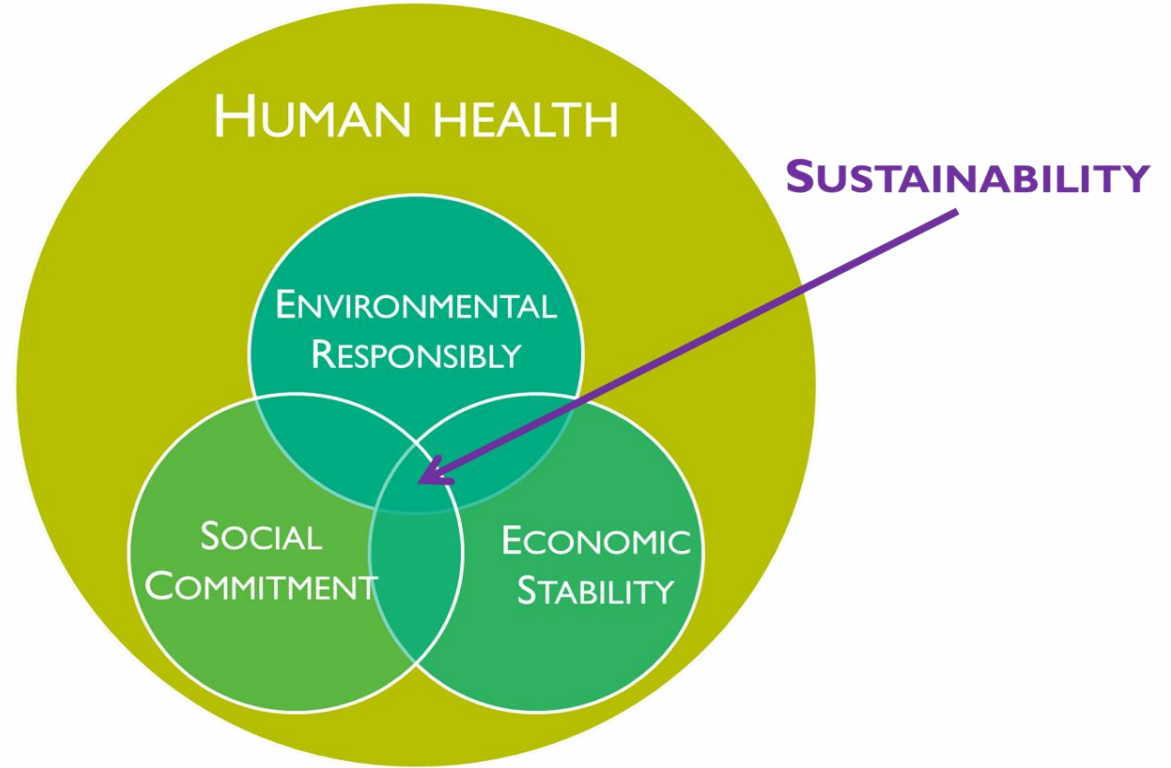 HUMAN HEALTH
SUSTAINABILITY
ENVIRONMENTAL
RESPONSIBLY
SOCIAL
COMMITMENT
ECONOMIC
STABILITY